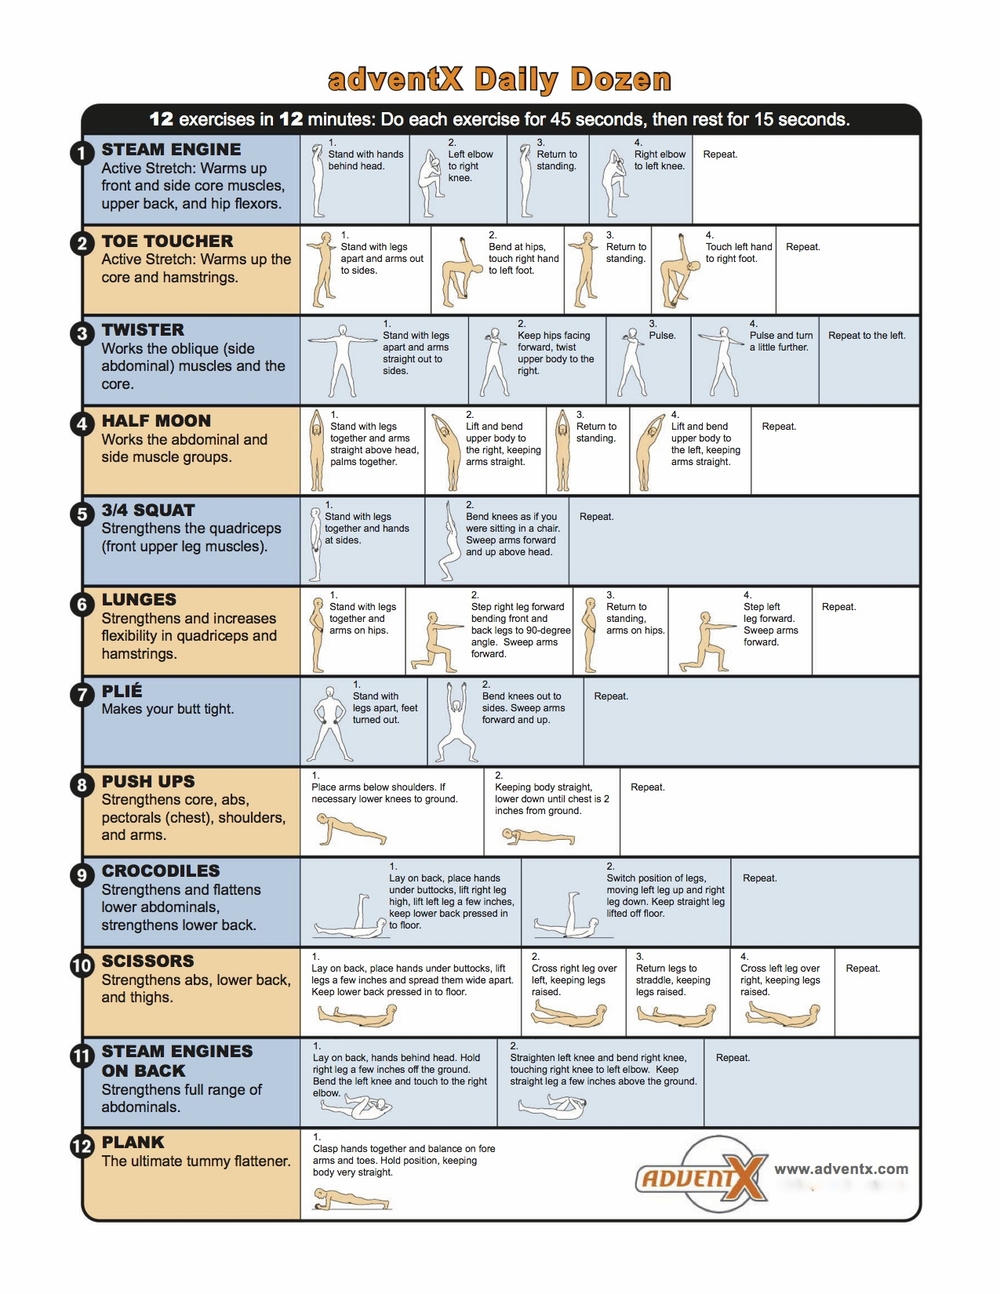 adventX Daily Dozen
12 exercises in 12 minutes: Do each exercise for 45 seconds, then rest for 15 seconds.
1
STEAM ENGINE
Active Stretch: Warms up
front and side core muscles,
upper back, and hip flexors.
1.
Stand with hands
behind head.
2.
Left elbow
to right
knee.
3.
Return to
standing.
4.
Right elbow
to left knee.
Repeat.
2
TOE TOUCHER
Active Stretch: Warms up the
core and hamstrings.
1.
Stand with legs
apart and arms out
to sides.
2.
Bend at hips,
touch right hand
to left foot.
3.
Return to
standing.
4.
Touch left hand
to right foot.
Repeat.
3
TWISTER
Works the oblique (side
abdominal) muscles and the
core.
1.
Stand with legs
apart and arms
straight out to
sides.
2.
Keep hips facing
forward, twist
upper body to the
right.
3.
Pulse.
4.
Pulse and turn
a little further.
Repeat to the left.
4
HALF MOON
Works the abdominal and
side muscle groups.
1.
Stand with legs
together and arms
straight above head,
palms together.
2.
Lift and bend
upper body to
the right, keeping
arms straight.
3.
Return to
standing.
4.
Lift and bend
upper body to
the left, keeping
arms straight.
Repeat.
5
3/4 SQUAT
Strengthens the quadriceps
(front upper leg muscles).
1.
Stand with legs
together and hands
at sides.
2.
Bend knees as if you
were sitting in a chair.
Sweep arms forward
and up above head.
Repeat.
6
LUNGES
Strengthens and increases
flexibility in quadriceps and
hamstrings.
1.
Stand with legs
together and
arms on hips.
2.
Step right leg forward
bending front and
back legs to 90-degree
angle. Sweep arms
forward.
3.
Return to
standing,
arms on hips.
4.
Step left
leg forward.
Sweep arms
forward.
Repeat.
7
PLIÉ
Makes your butt tight.
1.
Stand with
legs apart, feet
turned out.
2.
Bend knees out to
sides. Sweep arms
forward and up.
Repeat.
8
PUSH UPS
Strengthens core, abs,
pectorals (chest), shoulders,
and arms.
1.
Place arms below shoulders. If
necessary lower knees to ground.
2.
Keeping body straight,
lower down until chest is 2
inches from ground.
Repeat.
9
CROCODILES
Strengthens and flattens
lower abdominals,
strengthens lower back.
1.
Lay on back, place hands
under buttocks, lift right leg
high, lift left leg a few inches,
keep lower back pressed in
to floor.
2.
Switch position of legs,
moving left leg up and right
leg down. Keep straight leg
lifted off floor.
Repeat.
10
SCISSORS
Strengthens abs, lower back,
and thighs.
1.
Lay on back, place hands under buttocks, lift
legs a few inches and spread them wide apart.
Keep lower back pressed in to floor.
2.
Cross right leg over
left, keeping legs
raised.
3.
Return legs to
straddle, keeping
legs raised.
4.
Cross left leg over
right, keeping legs
raised.
Repeat.
11
STEAM ENGINES
ON BACK
Strengthens full range of
abdominals.
1.
Lay on back, hands behind head. Hold
right leg a few inches off the ground.
Bend the left knee and touch to the right
elbow.
2.
Straighten left knee and bend right knee,
touching right knee to left elbow. Keep
straight leg a few inches above the ground.
Repeat.
12
PLANK
The ultimate tummy flattener.
1.
Clasp hands together and balance on fore
arms and toes. Hold position, keeping
body very straight.
ADVENTX
www.adventx.com